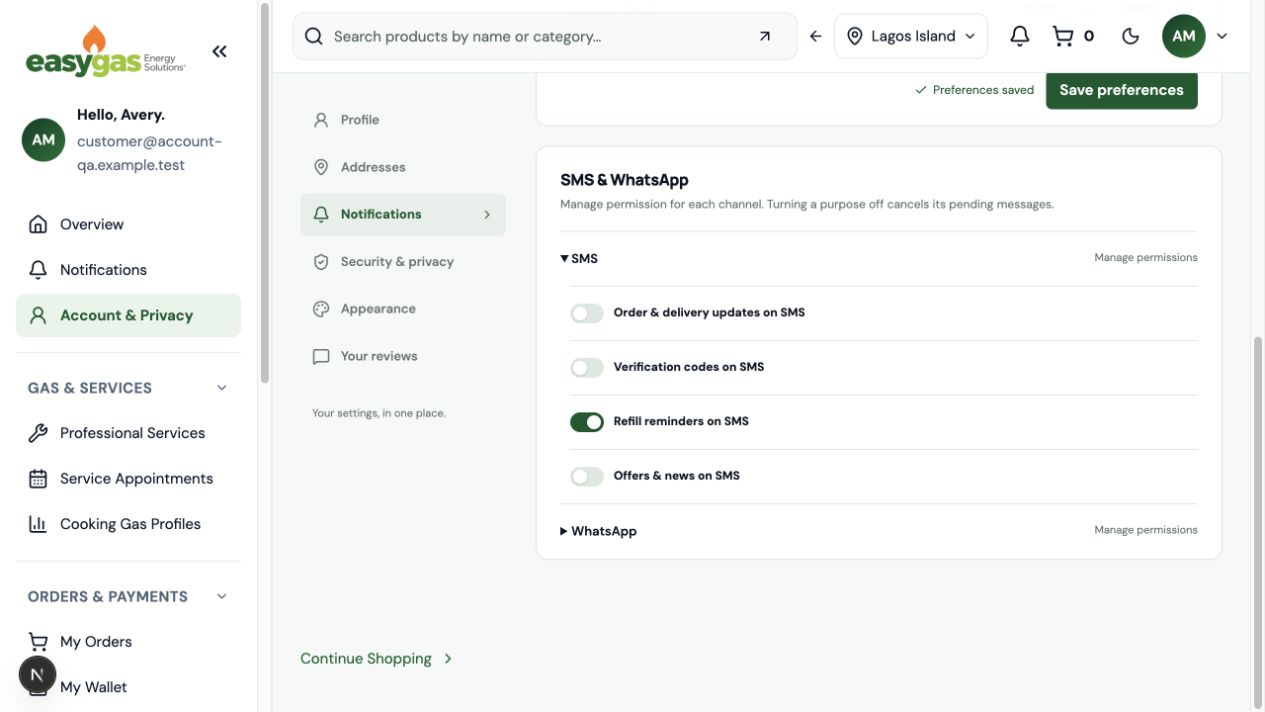 easygas Energy Solutions
Hello, Avery.
AM
customer@account-
qa.example.test
Overview
Notifications
Account & Privacy
GAS & SERVICES
Professional Services
Service Appointments
Cooking Gas Profiles
ORDERS & PAYMENTS
My Orders
N
My Wallet
Search products by name or category...
Lagos Island
0
AM
Profile
Addresses
Notifications
Security & privacy
Appearance
Your reviews
Your settings, in one place.
Preferences saved
Save preferences
SMS & WhatsApp
Manage permission for each channel. Turning a purpose off cancels its pending messages.
SMS
Manage permissions
Order & delivery updates on SMS
Verification codes on SMS
Refill reminders on SMS
Offers & news on SMS
WhatsApp
Manage permissions
Continue Shopping